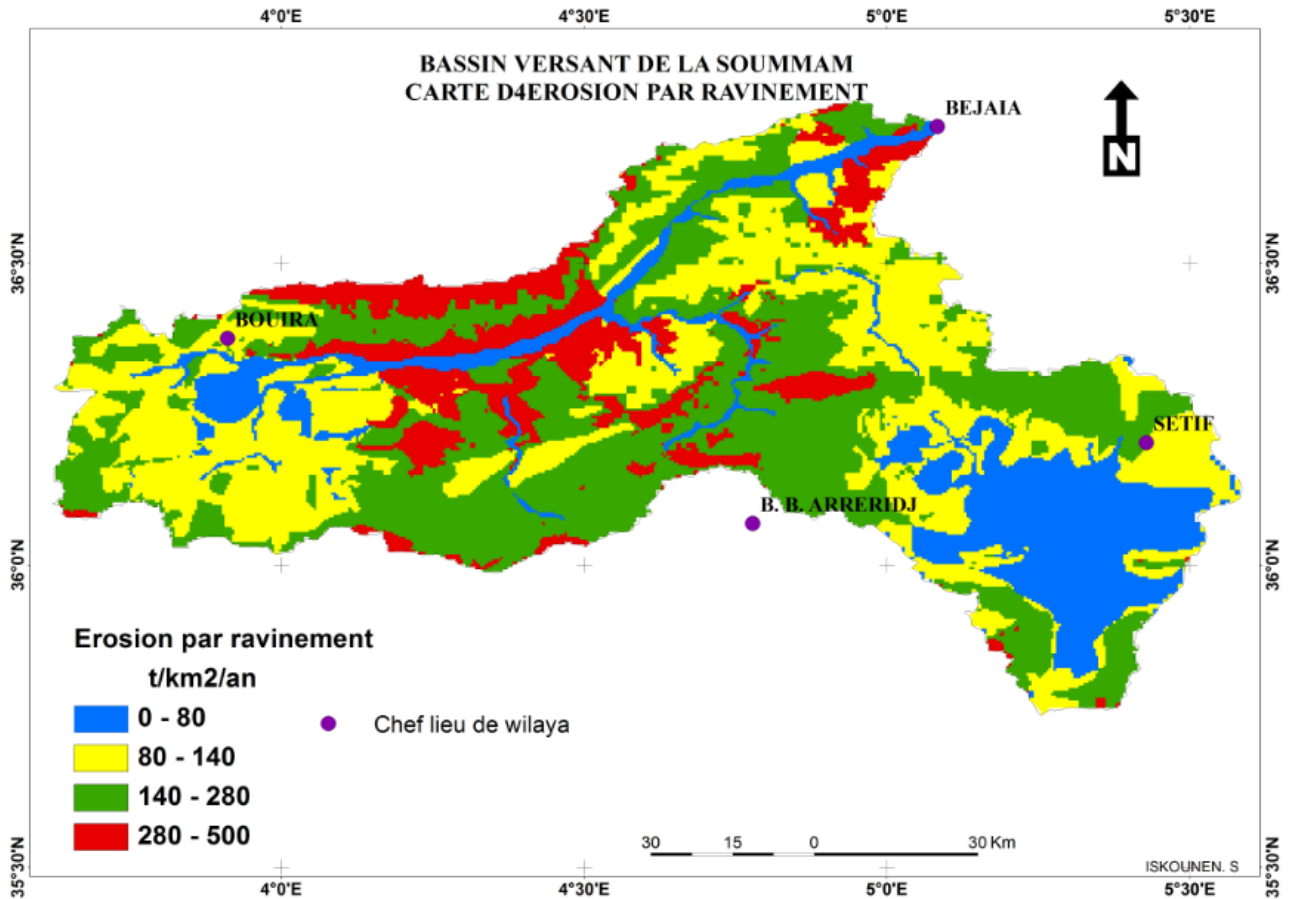 4°0'E 4°30'E 5°0'E 5°30'E
BASSIN VERSANT DE LA SOUMMAM
CARTE D4EROSION PAR RAVINEMENT
BEJAIA
N
36°30'N 36°30'N
BOUIRA
SETIF
B. B. ARRERIDJ
36°0'N 36°0'N
Erosion par ravinement
t/km2/an
0 - 80
80 - 140
140 - 280
280 - 500
Chef lieu de wilaya
30 15 0 30 Km
ISKOUNEN. S
35°30'N 35°30'N
4°0'E 4°30'E 5°0'E 5°30'E